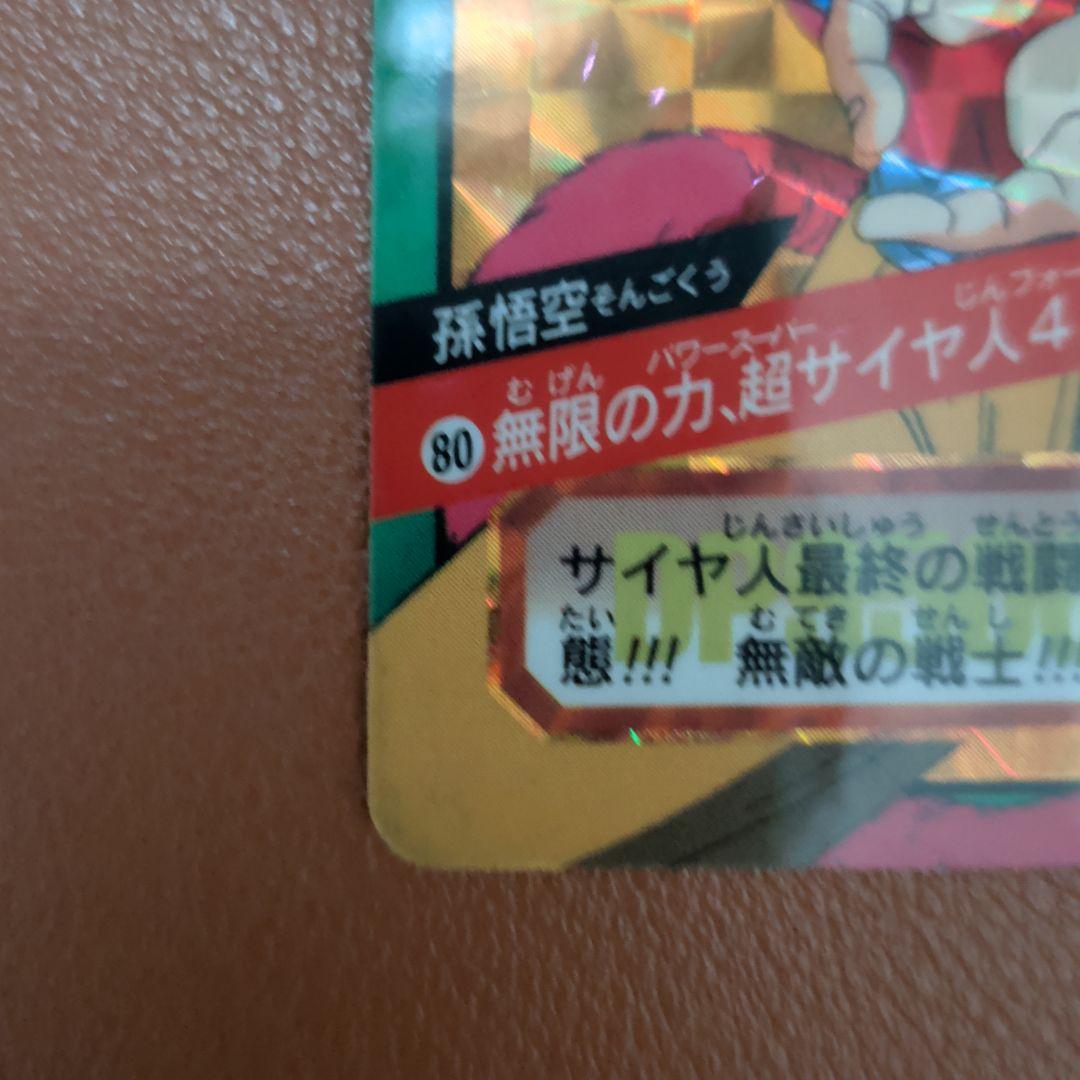 孫悟空そんごくう
80 無限の力、超サイヤ人4
むげん パワースーパー じんフォー
じんさいしゅう せんとう
サイヤ人最終の戦闘
たい むてき せんし
態!!! 無敵の戦士!!!